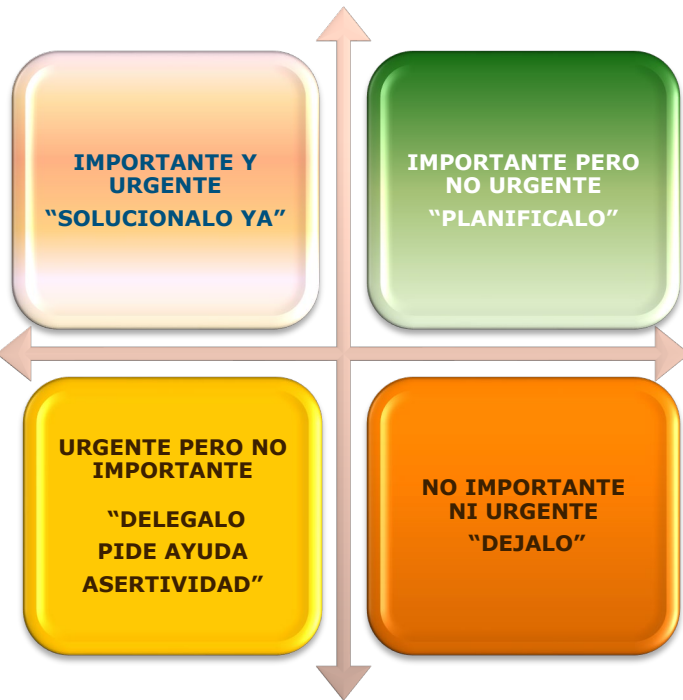 IMPORTANTE Y
URGENTE
“SOLUCIONALO YA”
IMPORTANTE PERO
NO URGENTE
“PLANIFICALO”
URGENTE PERO NO
IMPORTANTE
“DELEGALO
PIDE AYUDA
ASERTIVIDAD”
NO IMPORTANTE
NI URGENTE
“DEJALO”